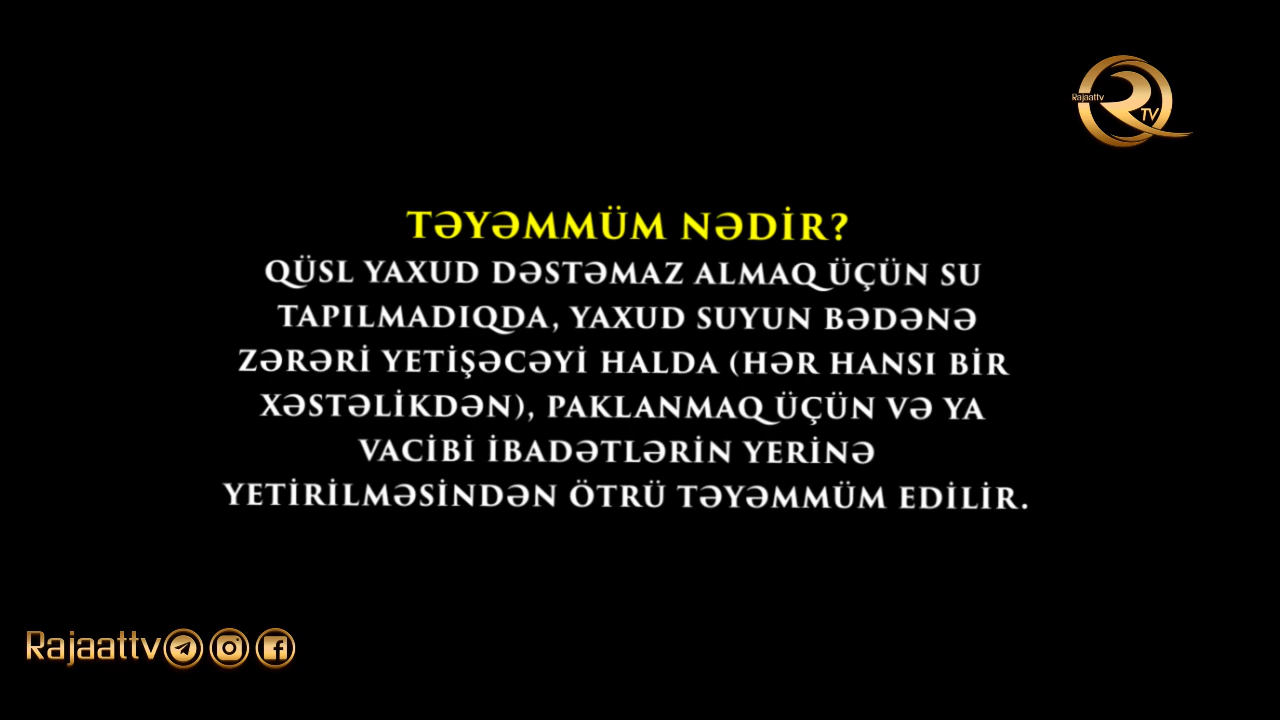 Rajaattv
TV
TƏYƏMMÜM NƏDİR?
QÜSL YAXUD DƏSTƏMAZ ALMAQ ÜÇÜN SU
TAPILMADIQDA, YAXUD SUYUN BƏDƏNƏ
ZƏRƏRİ YETİŞƏCƏYİ HALDA (HƏR HANSI BİR
XƏSTƏLİKDƏN), PAKLANMAQ ÜÇÜN VƏ YA
VACİBİ İBADƏTLƏRİN YERİNƏ
YETİRİLMƏSİNDƏN ÖTRÜ TƏYƏMMÜM EDİLİR.
Rajaattv